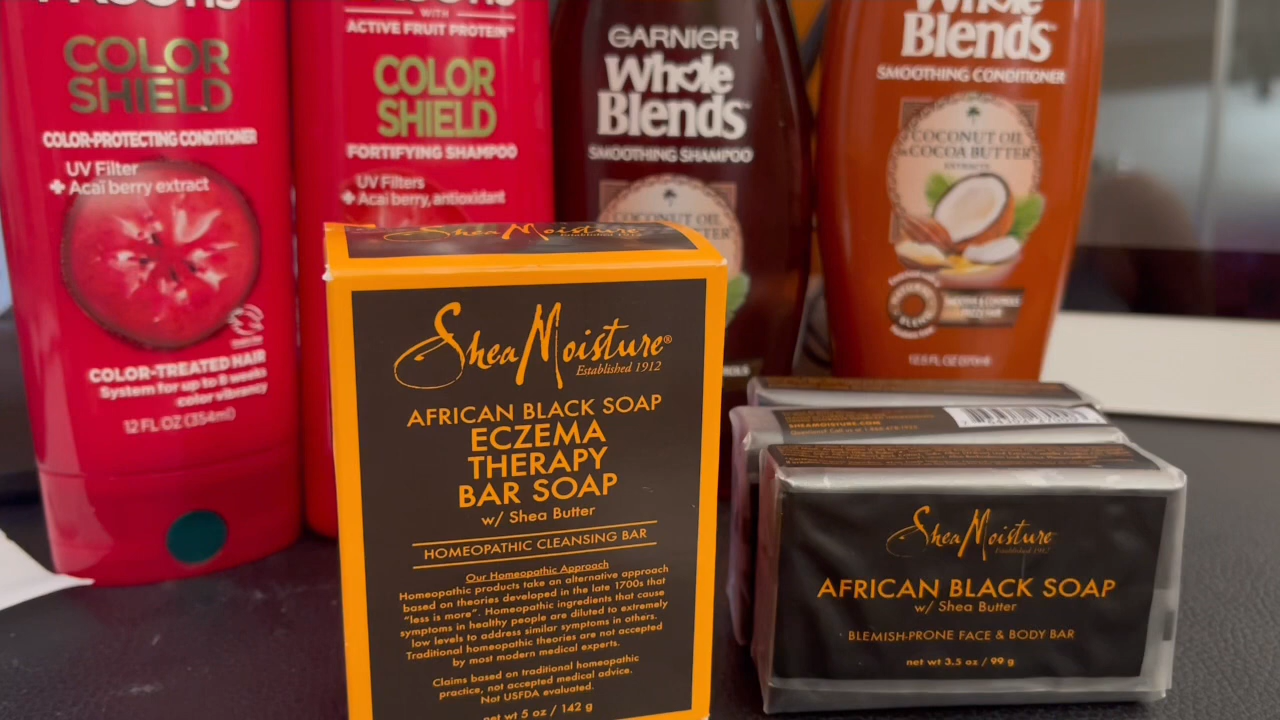 COLOR
SHIELD
COLOR-PROTECTING CONDITIONER
UV Filter
+ Acai berry extract
COLOR-TREATED HAIR
System for up to 8 weeks
color vibrancy
12 FL OZ (354ml)
WITH
ACTIVE FRUIT PROTEIN™
COLOR
SHIELD
FORTIFYING SHAMPOO
UV Filters
+ Acai berry, antioxidant
GARNIER
Whole
Blends™
SMOOTHING SHAMPOO
COCONUT OIL
Whole
Blends™
SMOOTHING CONDITIONER
COCONUT OIL
& COCOA BUTTER
EXTRACTS
12.5 FL OZ (370ml)
SheaMoisture
Established 1912
SheaMoisture®
Established 1912
AFRICAN BLACK SOAP
ECZEMA
THERAPY
BAR SOAP
w/ Shea Butter
HOMEOPATHIC CLEANSING BAR
Our Homeopathic Approach
Homeopathic products take an alternative approach
based on theories developed in the late 1700s that
"less is more". Homeopathic ingredients that cause
symptoms in healthy people are diluted to extremely
low levels to address similar symptoms in others.
Traditional homeopathic theories are not accepted
by most modern medical experts.
Claims based on traditional homeopathic
practice, not accepted medical advice.
Not USFDA evaluated.
net wt 5 oz / 142 g
SHEAMOISTURE.COM
SheaMoisture
Established 1912
AFRICAN BLACK SOAP
w/ Shea Butter
BLEMISH-PRONE FACE & BODY BAR
net wt 3.5 oz / 99 g